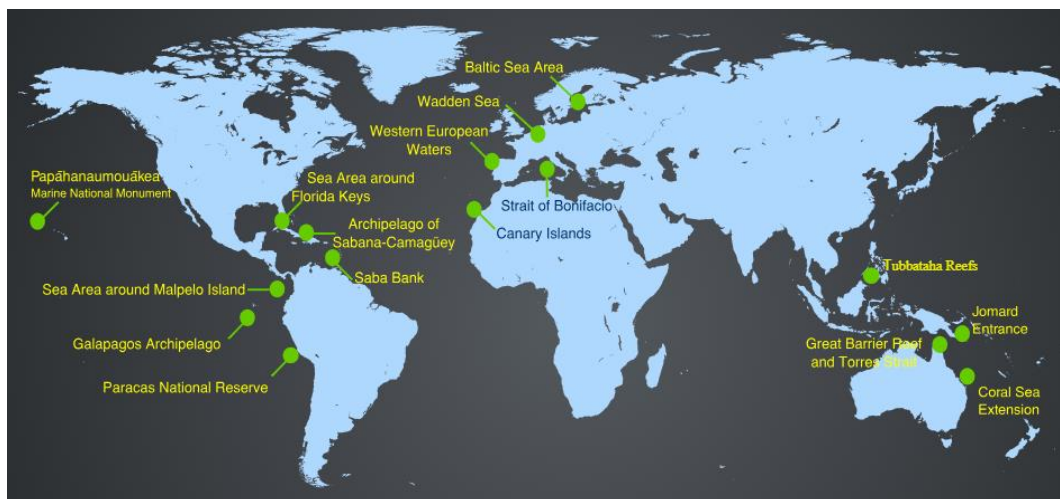 Baltic Sea Area
Wadden Sea
Western European
Waters
Papāhanaumouākea
Marine National Monument
Sea Area around
Florida Keys
Strait of Bonifacio
Archipelago of
Sabana-Camagüey
Canary Islands
Saba Bank
Tubbataha Reefs
Sea Area around Malpelo Island
Jomard
Entrance
Galapagos Archipelago
Great Barrier Reef
and Torres Strait
Paracas National Reserve
Coral Sea
Extension